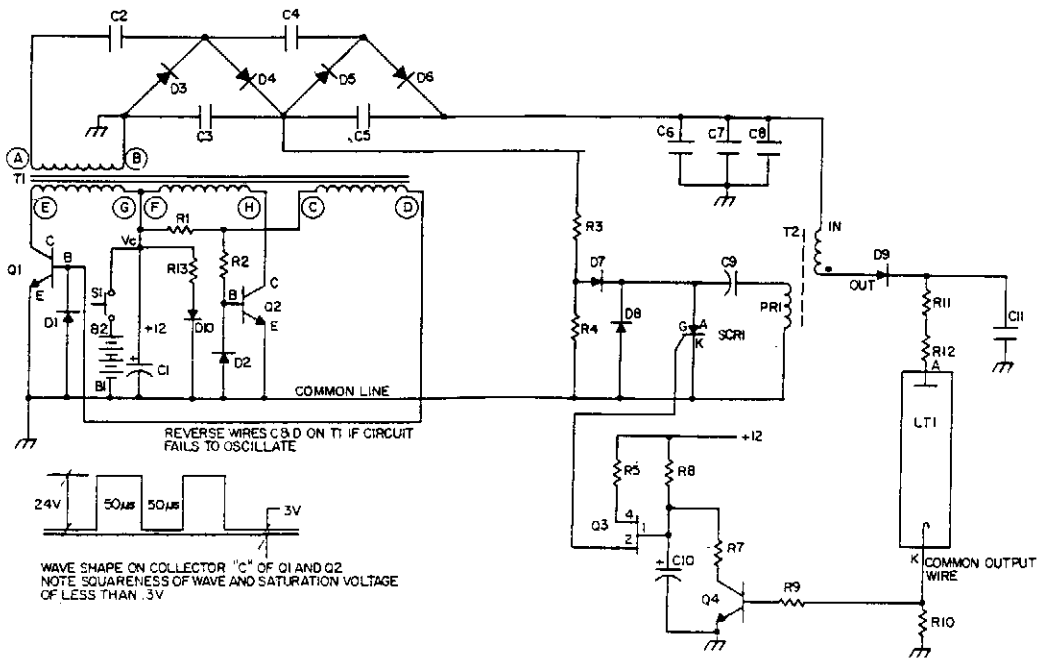 C2
C4
D3
D4
D5
D6
C3
C5
C6
C7
C8
A
B
T1
E
G
F
H
C
D
R1
R3
T2
IN
Vc
C
Q1
B
E
S1
R13
R2
C
B
Q2
E
D7
C9
D9
OUT
R11
C11
B2
+12
D1
D10
D2
C1
B1
R4
D8
G
A
K
SCR1
PR1
R12
A
COMMON LINE
LT1
REVERSE WIRES C & D ON T1 IF CIRCUIT
FAILS TO OSCILLATE
+12
R5
R8
24V
50µs
50µs
.3V
Q3
4
1
2
R7
C10
K
COMMON OUTPUT
WIRE
WAVE SHAPE ON COLLECTOR "C" OF Q1 AND Q2
NOTE SQUARENESS OF WAVE AND SATURATION VOLTAGE
OF LESS THAN .3V
Q4
R9
R10